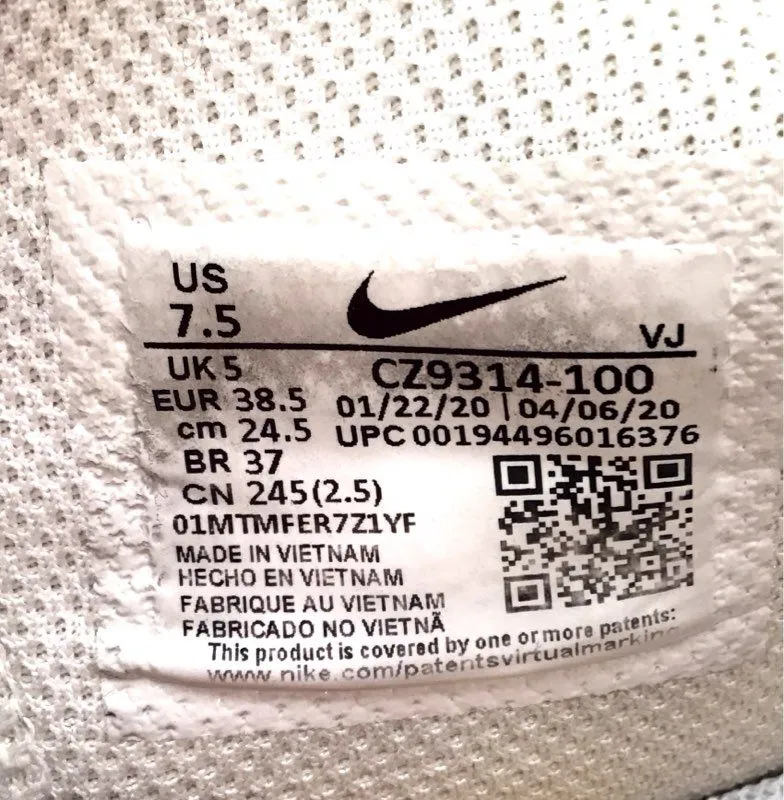 US
7.5
VJ
UK 5
CZ9314-100
EUR 38.5
01/22/20 | 04/06/20
cm 24.5
UPC 00194496016376
BR 37
CN 245(2.5)
01MTMFER7Z1YF
MADE IN VIETNAM
HECHO EN VIETNAM
FABRIQUE AU VIETNAM
FABRICADO NO VIETNÃ
This product is covered by one or more patents:
www.nike.com/patentsvirtualmarking